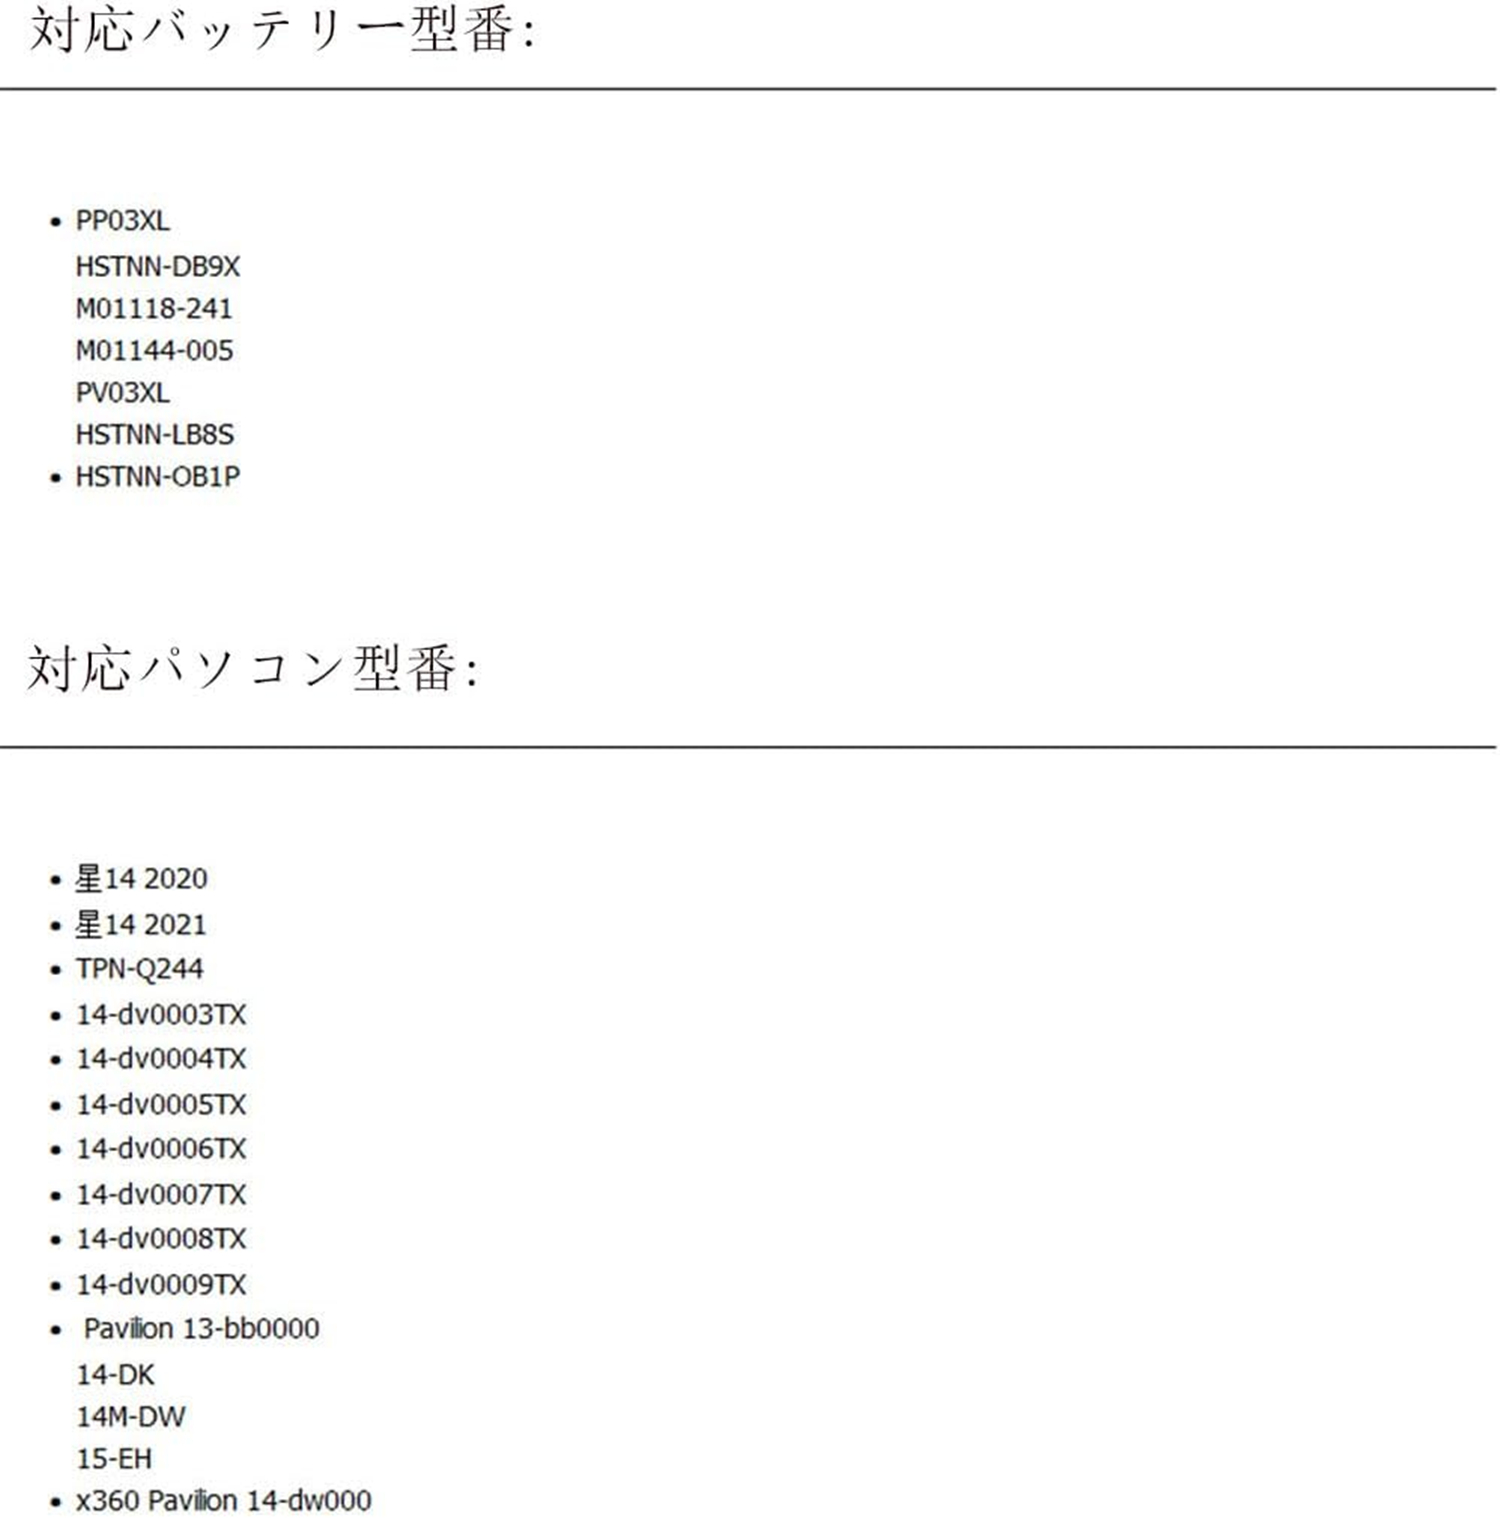 対応バッテリー型番:
• PP03XL
HSTNN-DB9X
M01118-241
M01144-005
PV03XL
HSTNN-LB8S
• HSTNN-OB1P
対応パソコン型番:
• 星14 2020
• 星14 2021
• TPN-Q244
• 14-dv0003TX
• 14-dv0004TX
• 14-dv0005TX
• 14-dv0006TX
• 14-dv0007TX
• 14-dv0008TX
• 14-dv0009TX
• Pavilion 13-bb0000
14-DK
14M-DW
15-EH
• x360 Pavilion 14-dw000